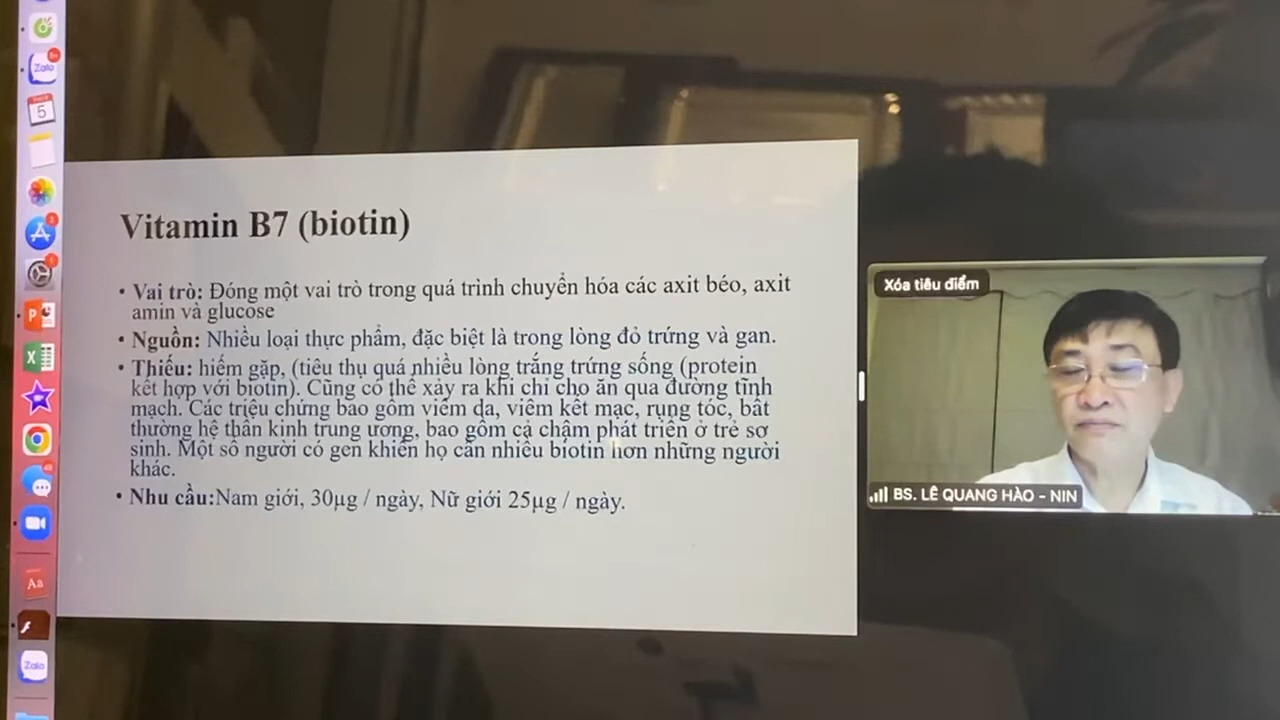 Zalo
5
Vitamin B7 (biotin)
• Vai trò: Đóng một vai trò trong quá trình chuyển hóa các axit béo, axit
amin và glucose
• Nguồn: Nhiều loại thực phẩm, đặc biệt là trong lòng đỏ trứng và gan.
• Thiếu: hiếm gặp, (tiêu thụ quá nhiều lòng trắng trứng sống (protein
kết hợp với biotin). Cũng có thể xảy ra khi chỉ cho ăn qua đường tĩnh
mạch. Các triệu chứng bao gồm viêm da, viêm kết mạc, rụng tóc, bất
thường hệ thần kinh trung ương, bao gồm cả chậm phát triển ở trẻ sơ
sinh. Một số người có gen khiến họ cần nhiều biotin hơn những người
khác.
• Nhu cầu:Nam giới, 30μg / ngày, Nữ giới 25μg / ngày.
Xóa tiêu điểm
BS. LÊ QUANG HÀO - NIN
Aa
Zalo